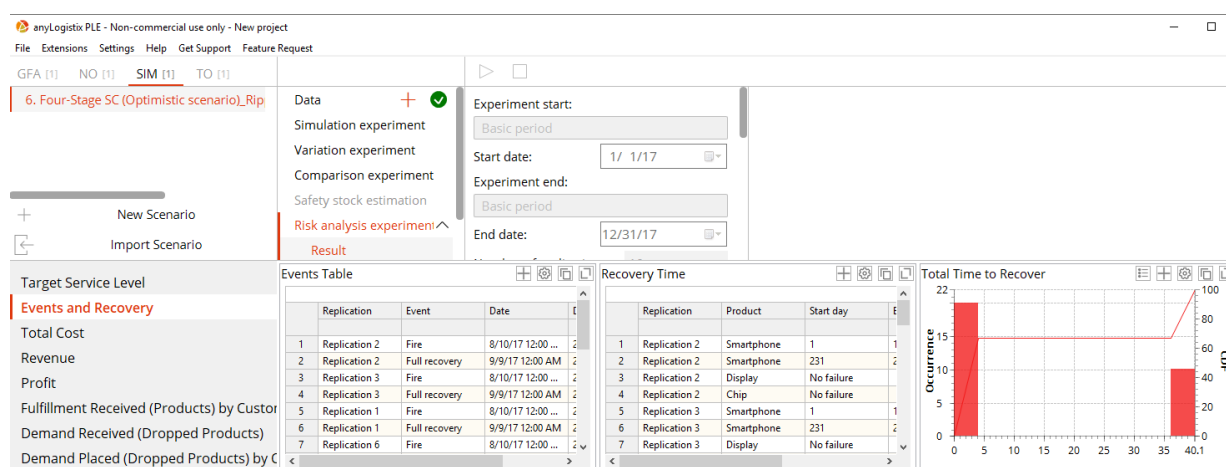 anyLogistix PLE - Non-commercial use only - New project
File Extensions Settings Help Get Support Feature Request
GFA [1] NO [1] SIM [1] TO [1]
6. Four-Stage SC (Optimistic scenario)_Rip
New Scenario
Import Scenario
Data
Simulation experiment
Variation experiment
Comparison experiment
Safety stock estimation
Risk analysis experiment
Result
Experiment start:
Basic period
Start date: 1/ 1/17
Experiment end:
Basic period
End date: 12/31/17
Target Service Level
Events and Recovery
Total Cost
Revenue
Profit
Fulfillment Received (Products) by Custor
Demand Received (Dropped Products)
Demand Placed (Dropped Products) by C
Events Table
Replication Event Date
1 Replication 2 Fire 8/10/17 12:00 ... 2
2 Replication 2 Full recovery 9/9/17 12:00 AM 2
3 Replication 3 Fire 8/10/17 12:00 ... 2
4 Replication 3 Full recovery 9/9/17 12:00 AM 2
5 Replication 1 Fire 8/10/17 12:00 ... 2
6 Replication 1 Full recovery 9/9/17 12:00 AM 2
7 Replication 6 Fire 8/10/17 12:00 ... 2
Recovery Time
Replication Product Start day E
1 Replication 2 Smartphone 1 1
2 Replication 2 Smartphone 231 2
3 Replication 2 Display No failure
4 Replication 2 Chip No failure
5 Replication 3 Smartphone 1 1
6 Replication 3 Smartphone 231 2
7 Replication 3 Display No failure
Total Time to Recover
Occurrence
22
15
10
5
0
0 5 10 15 20 25 30 35 40.1
100
80
60
40
20
0
CDF